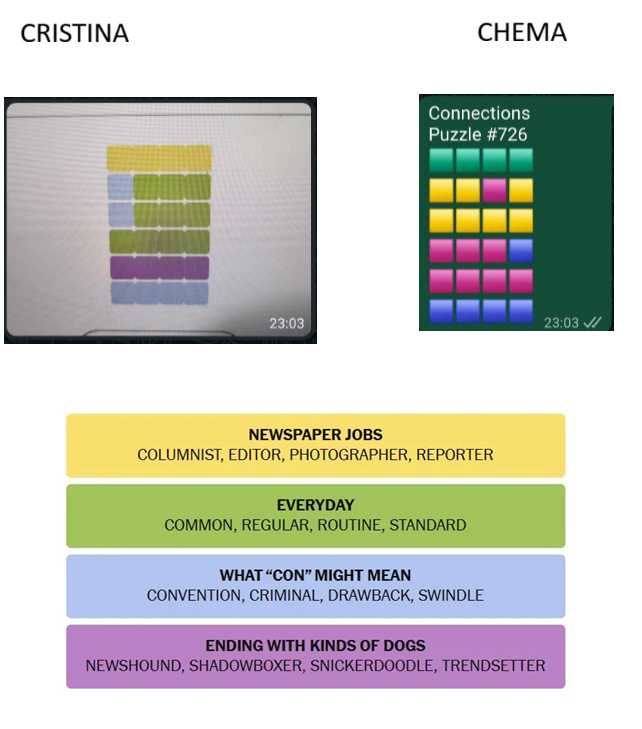 CRISTINA
CHEMA
Connections
Puzzle #726
23:03
23:03
NEWSPAPER JOBS
COLUMNIST, EDITOR, PHOTOGRAPHER, REPORTER
EVERYDAY
COMMON, REGULAR, ROUTINE, STANDARD
WHAT “CON” MIGHT MEAN
CONVENTION, CRIMINAL, DRAWBACK, SWINDLE
ENDING WITH KINDS OF DOGS
NEWSHOUND, SHADOWBOXER, SNICKERDOODLE, TRENDSETTER